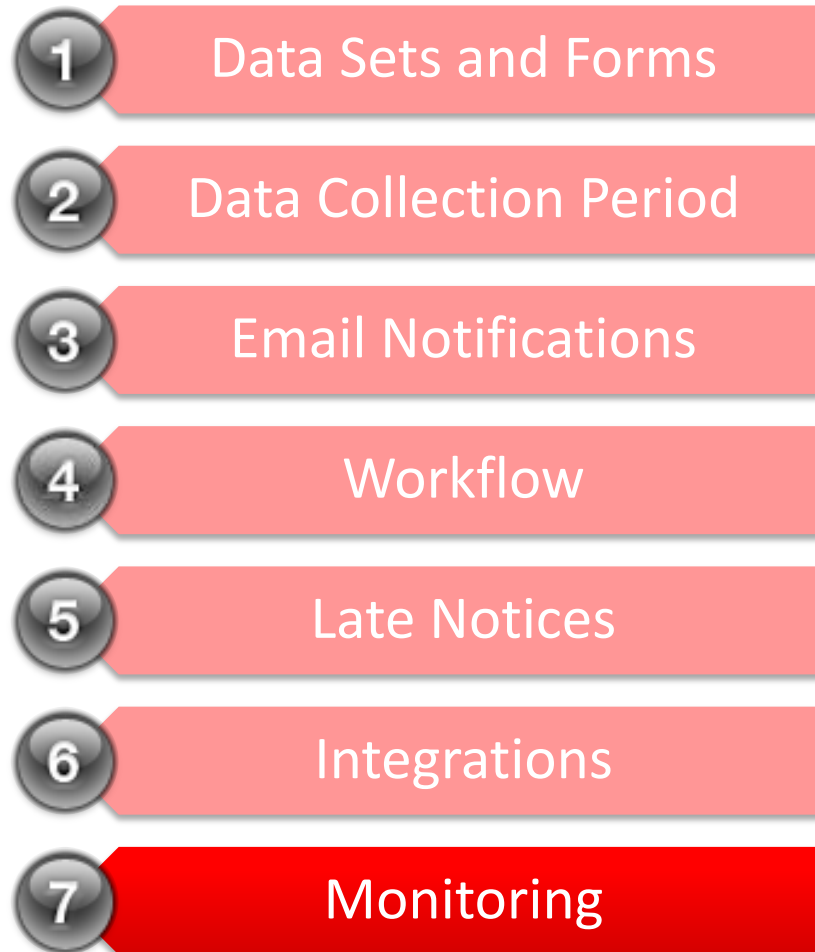 1 Data Sets and Forms
2 Data Collection Period
3 Email Notifications
4 Workflow
5 Late Notices
6 Integrations
7 Monitoring